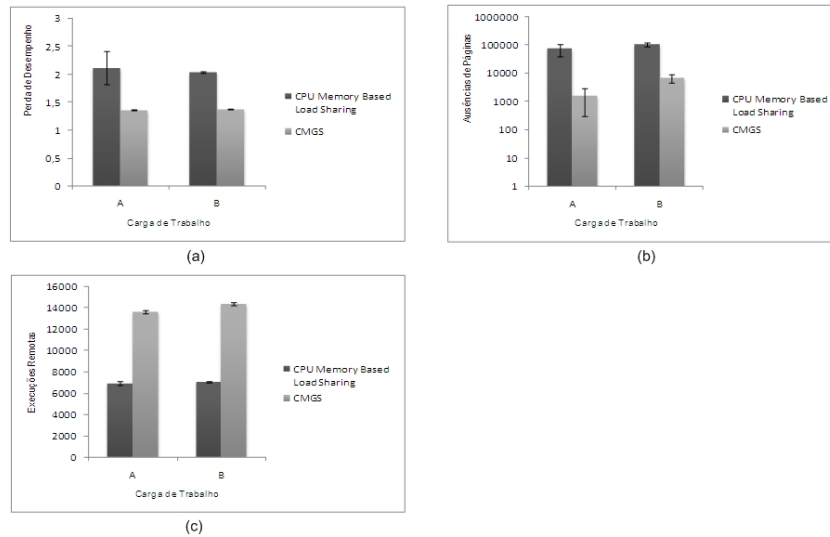 3
2,5
2
1,5
1
0,5
0
Perda de Desempenho
A
B
Carga de Trabalho
CPU Memory Based
Load Sharing
CMGS
(a)
1000000
100000
10000
1000
100
10
1
Ausências de Paginas
A
B
Carga de Trabalho
CPU Memory Based
Load Sharing
CMGS
(b)
16000
14000
12000
10000
8000
6000
4000
2000
0
Execuções Remotas
A
B
Carga de Trabalho
CPU Memory Based
Load Sharing
CMGS
(c)